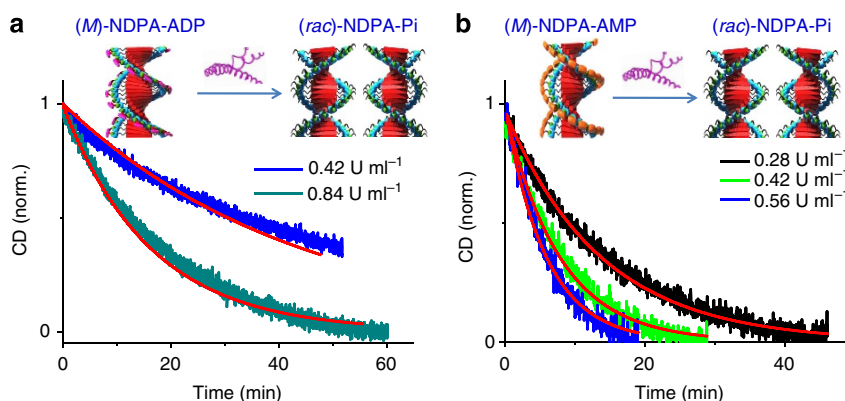 a
(M)-NDPA-ADP
(rac)-NDPA-Pi
1
0
CD (norm.)
0.42 U ml⁻¹
0.84 U ml⁻¹
0
20
40
60
Time (min)
b
(M)-NDPA-AMP
(rac)-NDPA-Pi
1
0
CD (norm.)
0.28 U ml⁻¹
0.42 U ml⁻¹
0.56 U ml⁻¹
0
20
40
Time (min)